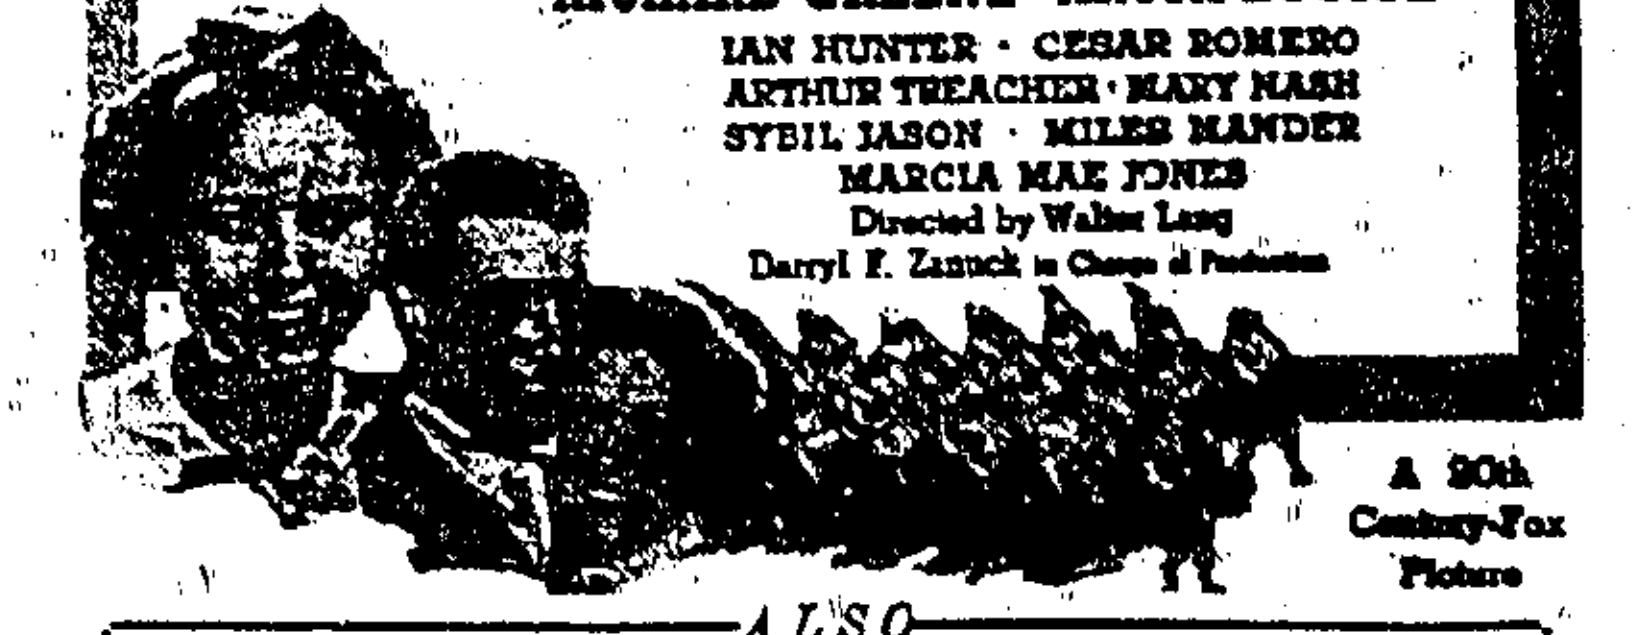 IAN HUNTER · CESAR ROMERO
ARTHUR TREACHER · MARY NASH
SYBIL JASON · MILES MANDER
MARCIA MAE JONES
Directed by Walter Lang
Darryl F. Zanuck in Charge of Production
A 20th
Century-Fox
Picture
ALSO